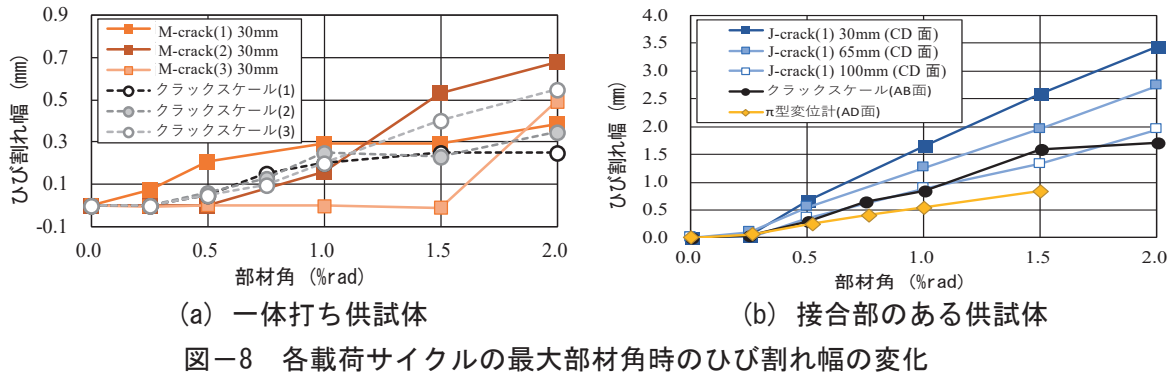 0.9
0.7
0.5
0.3
0.1
-0.1
ひび割れ幅 (mm)
M-crack(1) 30mm
M-crack(2) 30mm
M-crack(3) 30mm
クラックスケール(1)
クラックスケール(2)
クラックスケール(3)
0.0 0.5 1.0 1.5 2.0
部材角 (%rad)
(a) 一体打ち供試体
4.0
3.5
3.0
2.5
2.0
1.5
1.0
0.5
0.0
ひび割れ幅 (mm)
J-crack(1) 30mm (CD 面)
J-crack(1) 65mm (CD 面)
J-crack(1) 100mm (CD 面)
クラックスケール(AB面)
π型変位計(AD面)
0.0 0.5 1.0 1.5 2.0
部材角 (%rad)
(b) 接合部のある供試体
図－8 各載荷サイクルの最大部材角時のひび割れ幅の変化